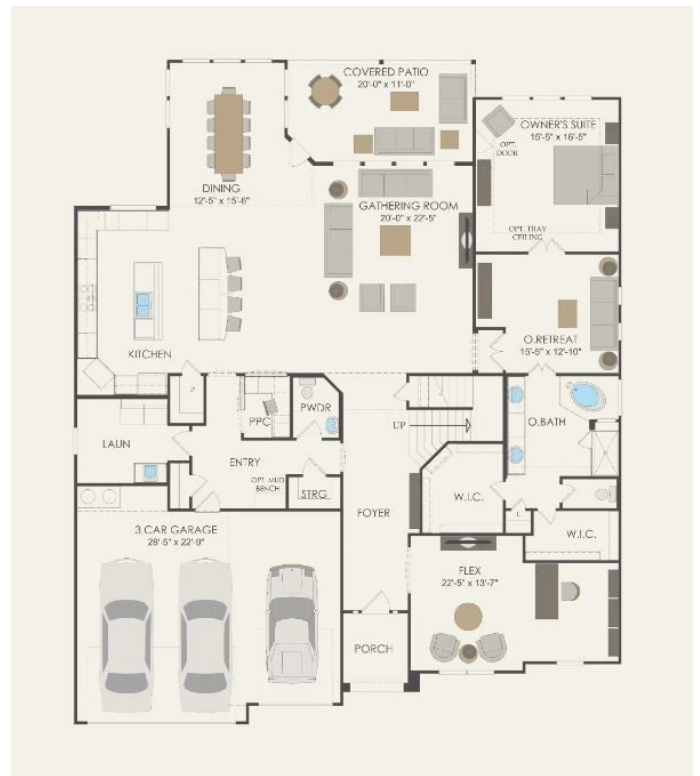 COVERED PATIO
20'-0" x 11'-0"
OWNER'S SUITE
15'-5" x 16'-5"
OPT.
DOOR
DINING
12'-5" x 15'-6"
GATHERING ROOM
20'-0" x 22'-5"
OPT. TRAY
CEILING
KITCHEN
O.RETREAT
15'-5" x 12'-10"
P
PPC
PWDR
UP
O.BATH
LAUN
ENTRY
OPT. MUD
BENCH
STRG
W.I.C.
FOYER
L
W.I.C.
3 CAR GARAGE
28'-5" x 22'-9"
FLEX
22'-5" x 13'-7"
PORCH